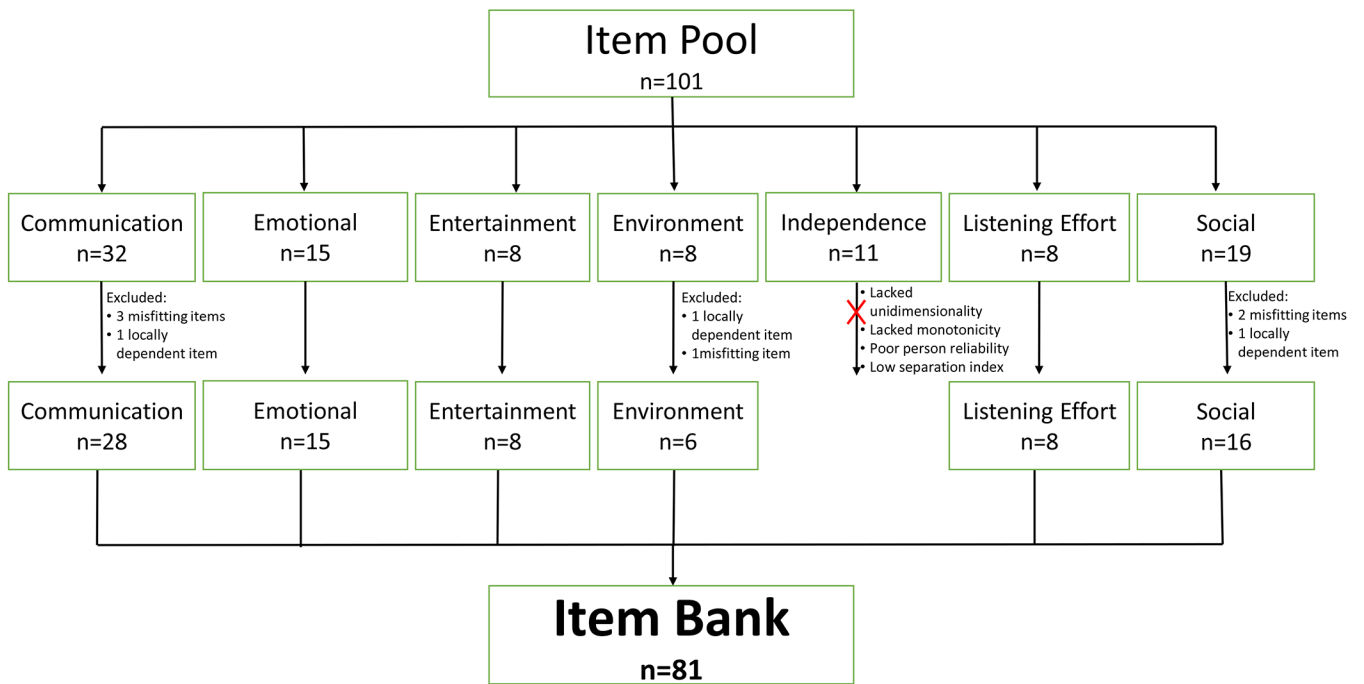 Item Pool
n=101
Communication
n=32
Emotional
n=15
Entertainment
n=8
Environment
n=8
Independence
n=11
Listening Effort
n=8
Social
n=19
Excluded:
• 3 misfitting items
• 1 locally
dependent item
Excluded:
• 1 locally
dependent item
• 1misfitting item
• Lacked
unidimensionality
• Lacked monotonicity
• Poor person reliability
• Low separation index
Excluded:
• 2 misfitting items
• 1 locally
dependent item
Communication
n=28
Emotional
n=15
Entertainment
n=8
Environment
n=6
Listening Effort
n=8
Social
n=16
Item Bank
n=81